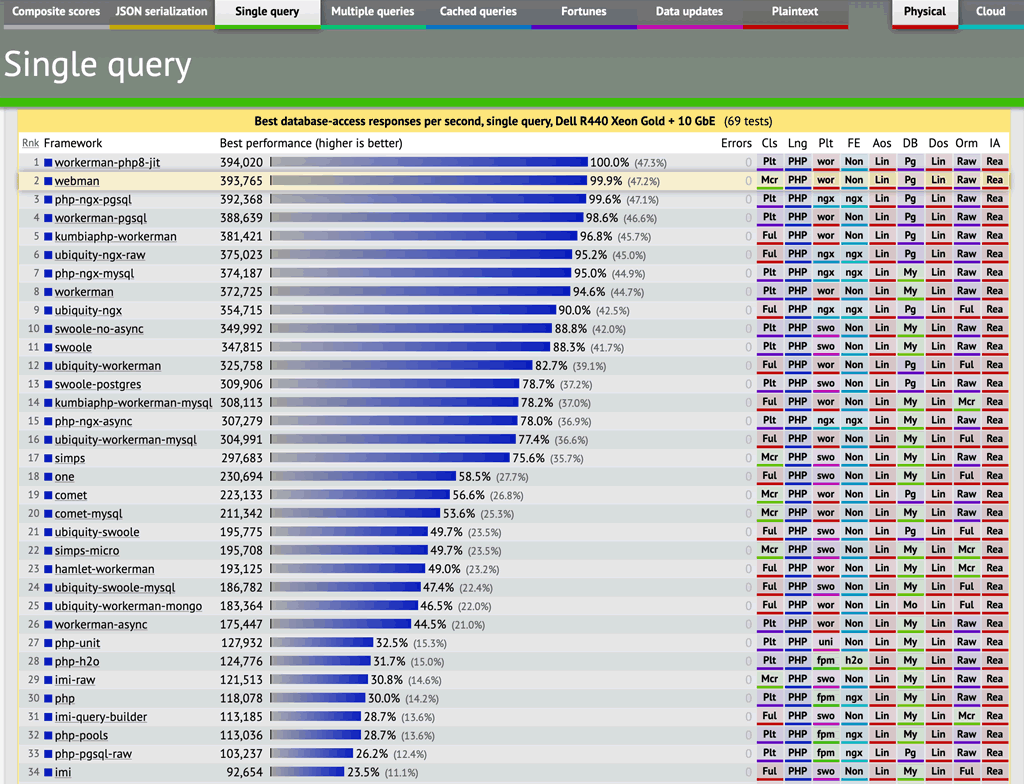 Composite scores JSON serialization Single query Multiple queries Cached queries Fortunes Data updates Plaintext Physical Cloud
Single query
Best database-access responses per second, single query, Dell R440 Xeon Gold + 10 GbE (69 tests)
Rnk Framework Best performance (higher is better) Errors Cls Lng Plt FE Aos DB Dos Orm IA
1 workerman-php8-jit 394,020 100.0% (47.3%) 0 Plt PHP wor Non Lin Pg Lin Raw Rea
2 webman 393,765 99.9% (47.2%) 0 Mcr PHP wor Non Lin Pg Lin Raw Rea
3 php-ngx-pgsql 392,368 99.6% (47.1%) 0 Plt PHP ngx ngx Lin Pg Lin Raw Rea
4 workerman-pgsql 388,639 98.6% (46.6%) 0 Plt PHP wor Non Lin Pg Lin Raw Rea
5 kumbiaphp-workerman 381,421 96.8% (45.7%) 0 Ful PHP wor Non Lin Pg Lin Raw Rea
6 ubiquity-ngx-raw 375,023 95.2% (45.0%) 0 Ful PHP ngx ngx Lin Pg Lin Raw Rea
7 php-ngx-mysql 374,187 95.0% (44.9%) 0 Plt PHP ngx ngx Lin My Lin Raw Rea
8 workerman 372,725 94.6% (44.7%) 0 Plt PHP wor Non Lin My Lin Raw Rea
9 ubiquity-ngx 354,715 90.0% (42.5%) 0 Ful PHP ngx ngx Lin Pg Lin Ful Rea
10 swoole-no-async 349,992 88.8% (42.0%) 0 Plt PHP swo Non Lin My Lin Raw Rea
11 swoole 347,815 88.3% (41.7%) 0 Plt PHP swo Non Lin My Lin Raw Rea
12 ubiquity-workerman 325,758 82.7% (39.1%) 0 Ful PHP wor Non Lin Pg Lin Ful Rea
13 swoole-postgres 309,906 78.7% (37.2%) 0 Plt PHP swo Non Lin Pg Lin Raw Rea
14 kumbiaphp-workerman-mysql 308,113 78.2% (37.0%) 0 Ful PHP wor Non Lin My Lin Mcr Rea
15 php-ngx-async 307,279 78.0% (36.9%) 0 Plt PHP ngx ngx Lin My Lin Raw Rea
16 ubiquity-workerman-mysql 304,991 77.4% (36.6%) 0 Ful PHP wor Non Lin My Lin Ful Rea
17 simps 297,683 75.6% (35.7%) 0 Mcr PHP swo Non Lin My Lin Raw Rea
18 one 230,694 58.5% (27.7%) 0 Ful PHP swo Non Lin My Lin Ful Rea
19 comet 223,133 56.6% (26.8%) 0 Mcr PHP wor Non Lin Pg Lin Raw Rea
20 comet-mysql 211,342 53.6% (25.3%) 0 Mcr PHP wor Non Lin My Lin Raw Rea
21 ubiquity-swoole 195,775 49.7% (23.5%) 0 Ful PHP swo Non Lin Pg Lin Ful Rea
22 simps-micro 195,708 49.7% (23.5%) 0 Mcr PHP swo Non Lin My Lin Mcr Rea
23 hamlet-workerman 193,125 49.0% (23.2%) 0 Ful PHP wor Non Lin My Lin Mcr Rea
24 ubiquity-swoole-mysql 186,782 47.4% (22.4%) 0 Ful PHP swo Non Lin My Lin Ful Rea
25 ubiquity-workerman-mongo 183,364 46.5% (22.0%) 0 Ful PHP wor Non Lin Mo Lin Ful Rea
26 workerman-async 175,447 44.5% (21.0%) 0 Plt PHP wor Non Lin My Lin Raw Rea
27 php-unit 127,932 32.5% (15.3%) 0 Plt PHP uni Non Lin My Lin Raw Rea
28 php-h2o 124,776 31.7% (15.0%) 0 Plt PHP fpm h2o Lin My Lin Raw Rea
29 imi-raw 121,513 30.8% (14.6%) 0 Mcr PHP swo Non Lin My Lin Raw Rea
30 php 118,078 30.0% (14.2%) 0 Plt PHP fpm ngx Lin My Lin Raw Rea
31 imi-query-builder 113,185 28.7% (13.6%) 0 Ful PHP swo Non Lin My Lin Mcr Rea
32 php-pools 113,036 28.7% (13.6%) 0 Plt PHP fpm ngx Lin My Lin Raw Rea
33 php-pgsql-raw 103,237 26.2% (12.4%) 0 Plt PHP fpm ngx Lin Pg Lin Raw Rea
34 imi 92,654 23.5% (11.1%) 0 Ful PHP swo Non Lin My Lin Ful Rea